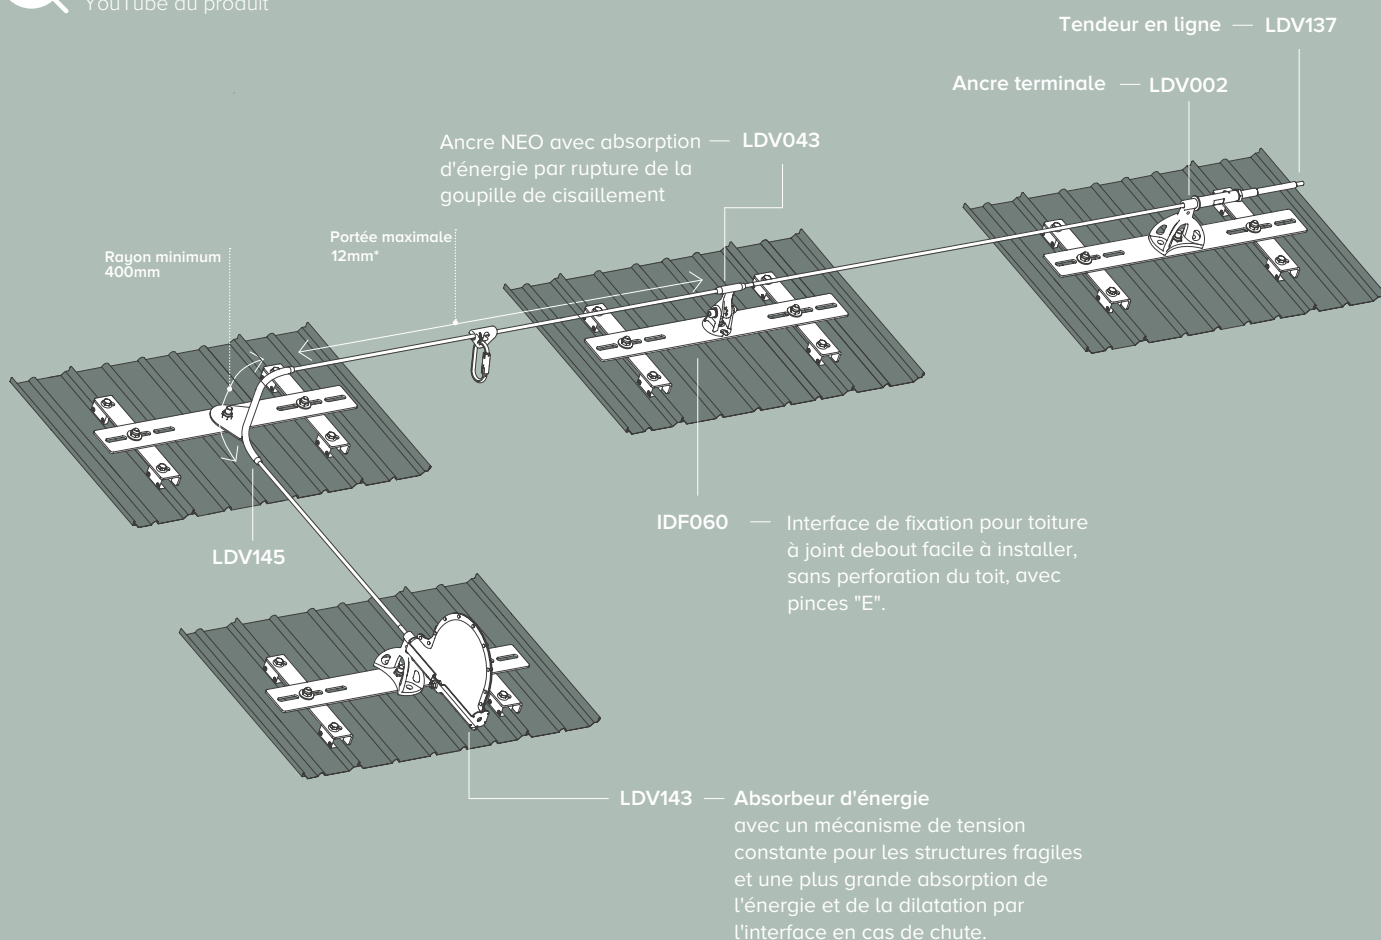 YouTube du produit
Tendeur en ligne — LDV137
Ancre terminale — LDV002
Ancre NEO avec absorption — LDV043
d'énergie par rupture de la
goupille de cisaillement
Portée maximale
12mm*
Rayon minimum
400mm
IDF060 — Interface de fixation pour toiture
à joint debout facile à installer,
sans perforation du toit, avec
pinces "E".
LDV145
LDV143 — Absorbeur d'énergie
avec un mécanisme de tension
constante pour les structures fragiles
et une plus grande absorption de
l'énergie et de la dilatation par
l'interface en cas de chute.